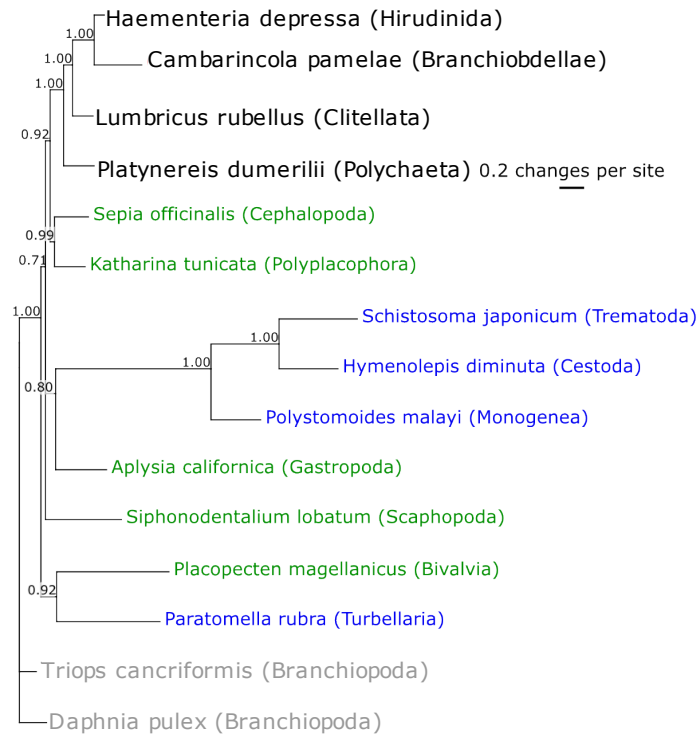 Haementeria depressa (Hirudinida)
1.00
Cambarincola pamelae (Branchiobdellae)
1.00
1.00
Lumbricus rubellus (Clitellata)
0.92
Platynereis dumerilii (Polychaeta) 0.2 changes per site
Sepia officinalis (Cephalopoda)
0.99
0.71
Katharina tunicata (Polyplacophora)
1.00
Schistosoma japonicum (Trematoda)
1.00
1.00
Hymenolepis diminuta (Cestoda)
0.80
Polystomoides malayi (Monogenea)
Aplysia californica (Gastropoda)
Siphonodentalium lobatum (Scaphopoda)
Placopecten magellanicus (Bivalvia)
0.92
Paratomella rubra (Turbellaria)
Triops cancriformis (Branchiopoda)
Daphnia pulex (Branchiopoda)